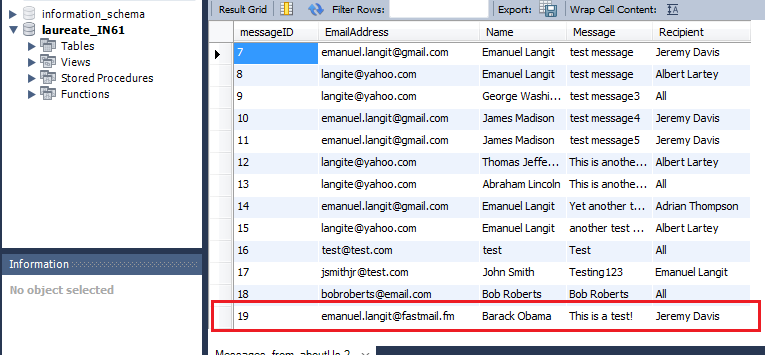 information_schema
laureate_IN61
Tables
Views
Stored Procedures
Functions
Information
No object selected
Result Grid Filter Rows: Export: Wrap Cell Content: IA
messageID EmailAddress Name Message Recipient
7 emanuel.langit@gmail.com Emanuel Langit test message Jeremy Davis
8 langite@yahoo.com Emanuel Langit test message Albert Lartey
9 langite@yahoo.com George Washi... test message3 All
10 emanuel.langit@gmail.com James Madison test message4 Jeremy Davis
11 emanuel.langit@gmail.com James Madison test message5 Jeremy Davis
12 langite@yahoo.com Thomas Jeffe... This is anothe... Albert Lartey
13 langite@yahoo.com Abraham Lincoln This is anothe... All
14 emanuel.langit@gmail.com Emanuel Langit Yet another t... Adrian Thompson
15 langite@yahoo.com Emanuel Langit another test ... Albert Lartey
16 test@test.com test Test All
17 jsmithjr@test.com John Smith Testing123 Emanuel Langit
18 bobroberts@email.com Bob Roberts Bob Roberts All
19 emanuel.langit@fastmail.fm Barack Obama This is a test! Jeremy Davis